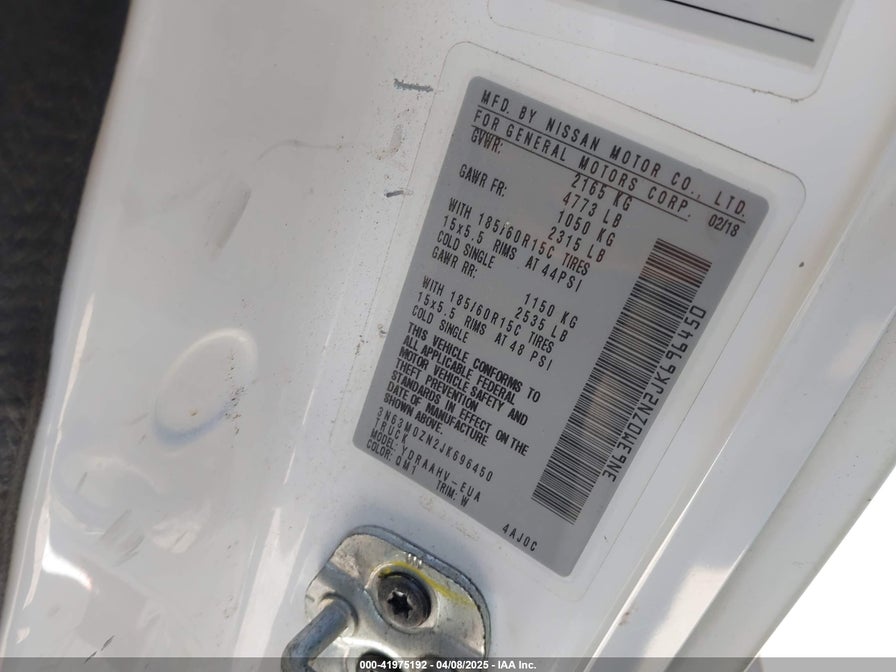 MFD. BY NISSAN MOTOR CO., LTD.
FOR GENERAL MOTORS CORP. 02/18
GVWR: 2165 KG
4773 LB
GAWR FR: 1050 KG
2315 LB
WITH 185/60R15C TIRES
15x5.5 RIMS AT 44PSI
COLD SINGLE
GAWR RR: 1150 KG
2535 LB
WITH 185/60R15C TIRES
15x5.5 RIMS AT 48 PSI
COLD SINGLE
THIS VEHICLE CONFORMS TO
ALL APPLICABLE FEDERAL
MOTOR VEHICLE SAFETY AND
THEFT PREVENTION
STANDARDS IN EFFECT ON THE
DATE OF MANUFACTURE
SHOWN ABOVE.
3N63M0ZN2JK696450
TRUCK
MODEL: YDRAAHV-EUA
COLOR: QM1 TRIM: W
4AJ0C
3N63M0ZN2JK696450
000-41975192 - 04/08/2025 - IAA Inc.